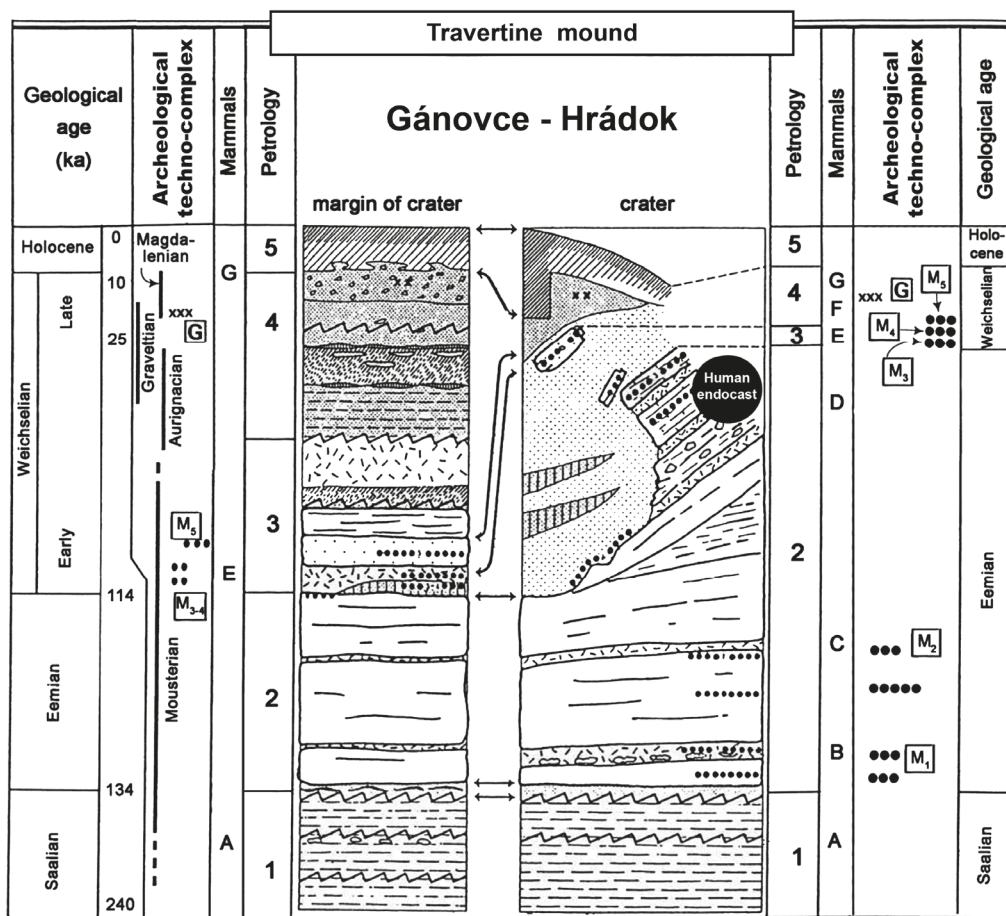 Travertine mound
Geological
age
(ka)
Archeological
techno-complex
Mammals
Petrology
Gánovce - Hrádok
margin of crater
crater
Petrology
Mammals
Archeological
techno-complex
Geological age
Holocene
0
Magda-
lenian
10
25
114
134
240
Weichselian
Late
Early
Eemian
Saalian
Gravettian
Aurignacian
Mousterian
xxx
G
M5
M3-4
G
E
A
5
4
3
2
1
x x
x x
Human
endocast
5
4
3
2
1
G
F
E
D
C
B
A
xxx
G
M5
M4
M3
M2
M1
Holo-
cene
Weichselian
Eemian
Saalian